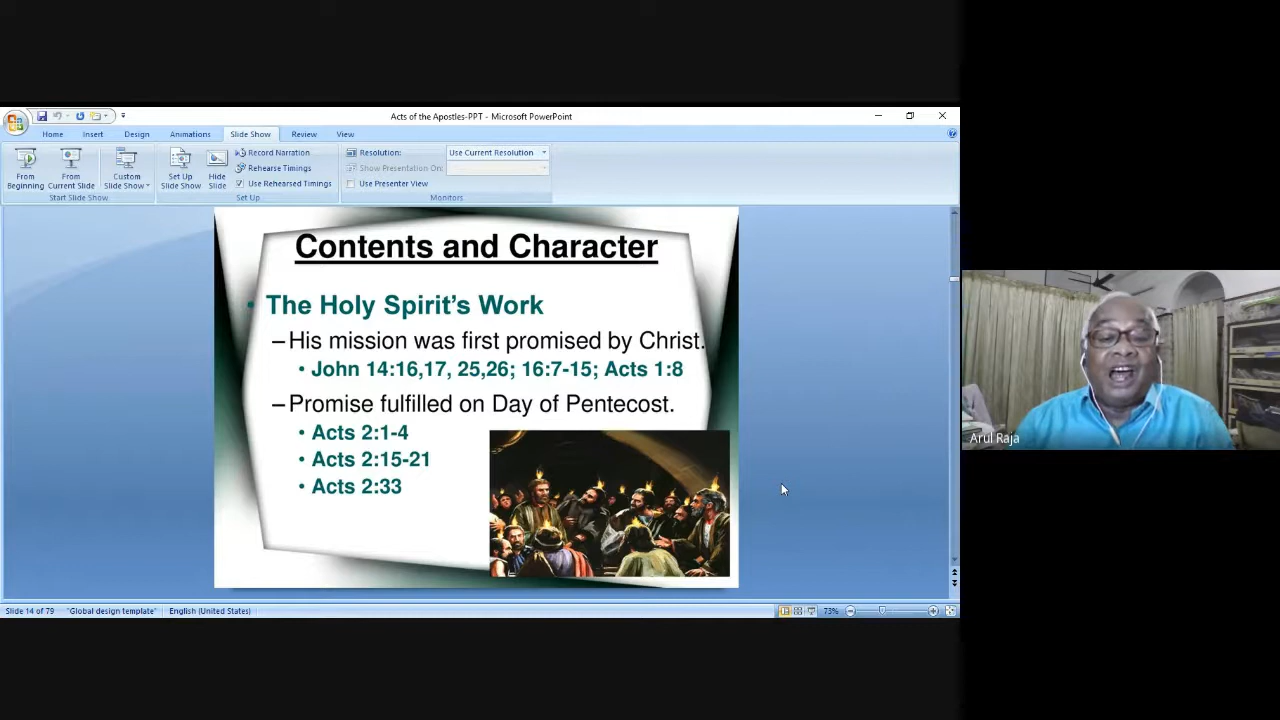 Acts of the Apostles-PPT - Microsoft PowerPoint
Home Insert Design Animations Slide Show Review View
From Beginning
From Current Slide
Custom Slide Show
Start Slide Show
Set Up Slide Show
Hide Slide
Record Narration
Rehearse Timings
Use Rehearsed Timings
Set Up
Resolution: Use Current Resolution
Show Presentation On:
Use Presenter View
Monitors
Contents and Character
• The Holy Spirit's Work
–His mission was first promised by Christ.
• John 14:16,17, 25,26; 16:7-15; Acts 1:8
–Promise fulfilled on Day of Pentecost.
• Acts 2:1-4
• Acts 2:15-21
• Acts 2:33
Arul Raja
Slide 14 of 79 "Global design template" English (United States) 73%